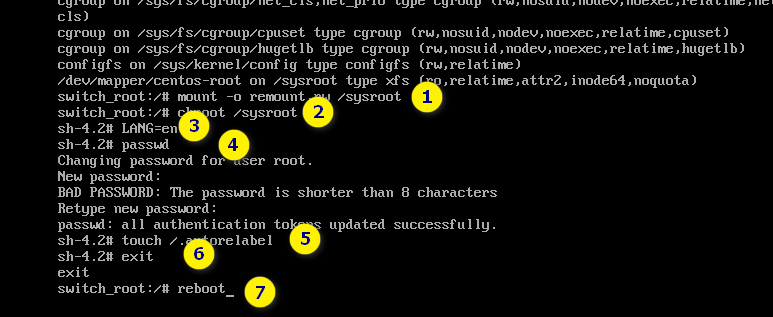 cgroup on /sys/fs/cgroup/net_cls,net_prio type cgroup (rw,nosuid,nodev,noexec,relatime,net
cls)
cgroup on /sys/fs/cgroup/cpuset type cgroup (rw,nosuid,nodev,noexec,relatime,cpuset)
cgroup on /sys/fs/cgroup/hugetlb type cgroup (rw,nosuid,nodev,noexec,relatime,hugetlb)
configfs on /sys/kernel/config type configfs (rw,relatime)
/dev/mapper/centos-root on /sysroot type xfs (ro,relatime,attr2,inode64,noquota)
switch_root:/# mount -o remount,rw /sysroot 1
switch_root:/# chroot /sysroot 2
sh-4.2# LANG=en 3
sh-4.2# passwd 4
Changing password for user root.
New password:
BAD PASSWORD: The password is shorter than 8 characters
Retype new password:
passwd: all authentication tokens updated successfully.
sh-4.2# touch /.autorelabel 5
sh-4.2# exit 6
exit
switch_root:/# reboot_ 7